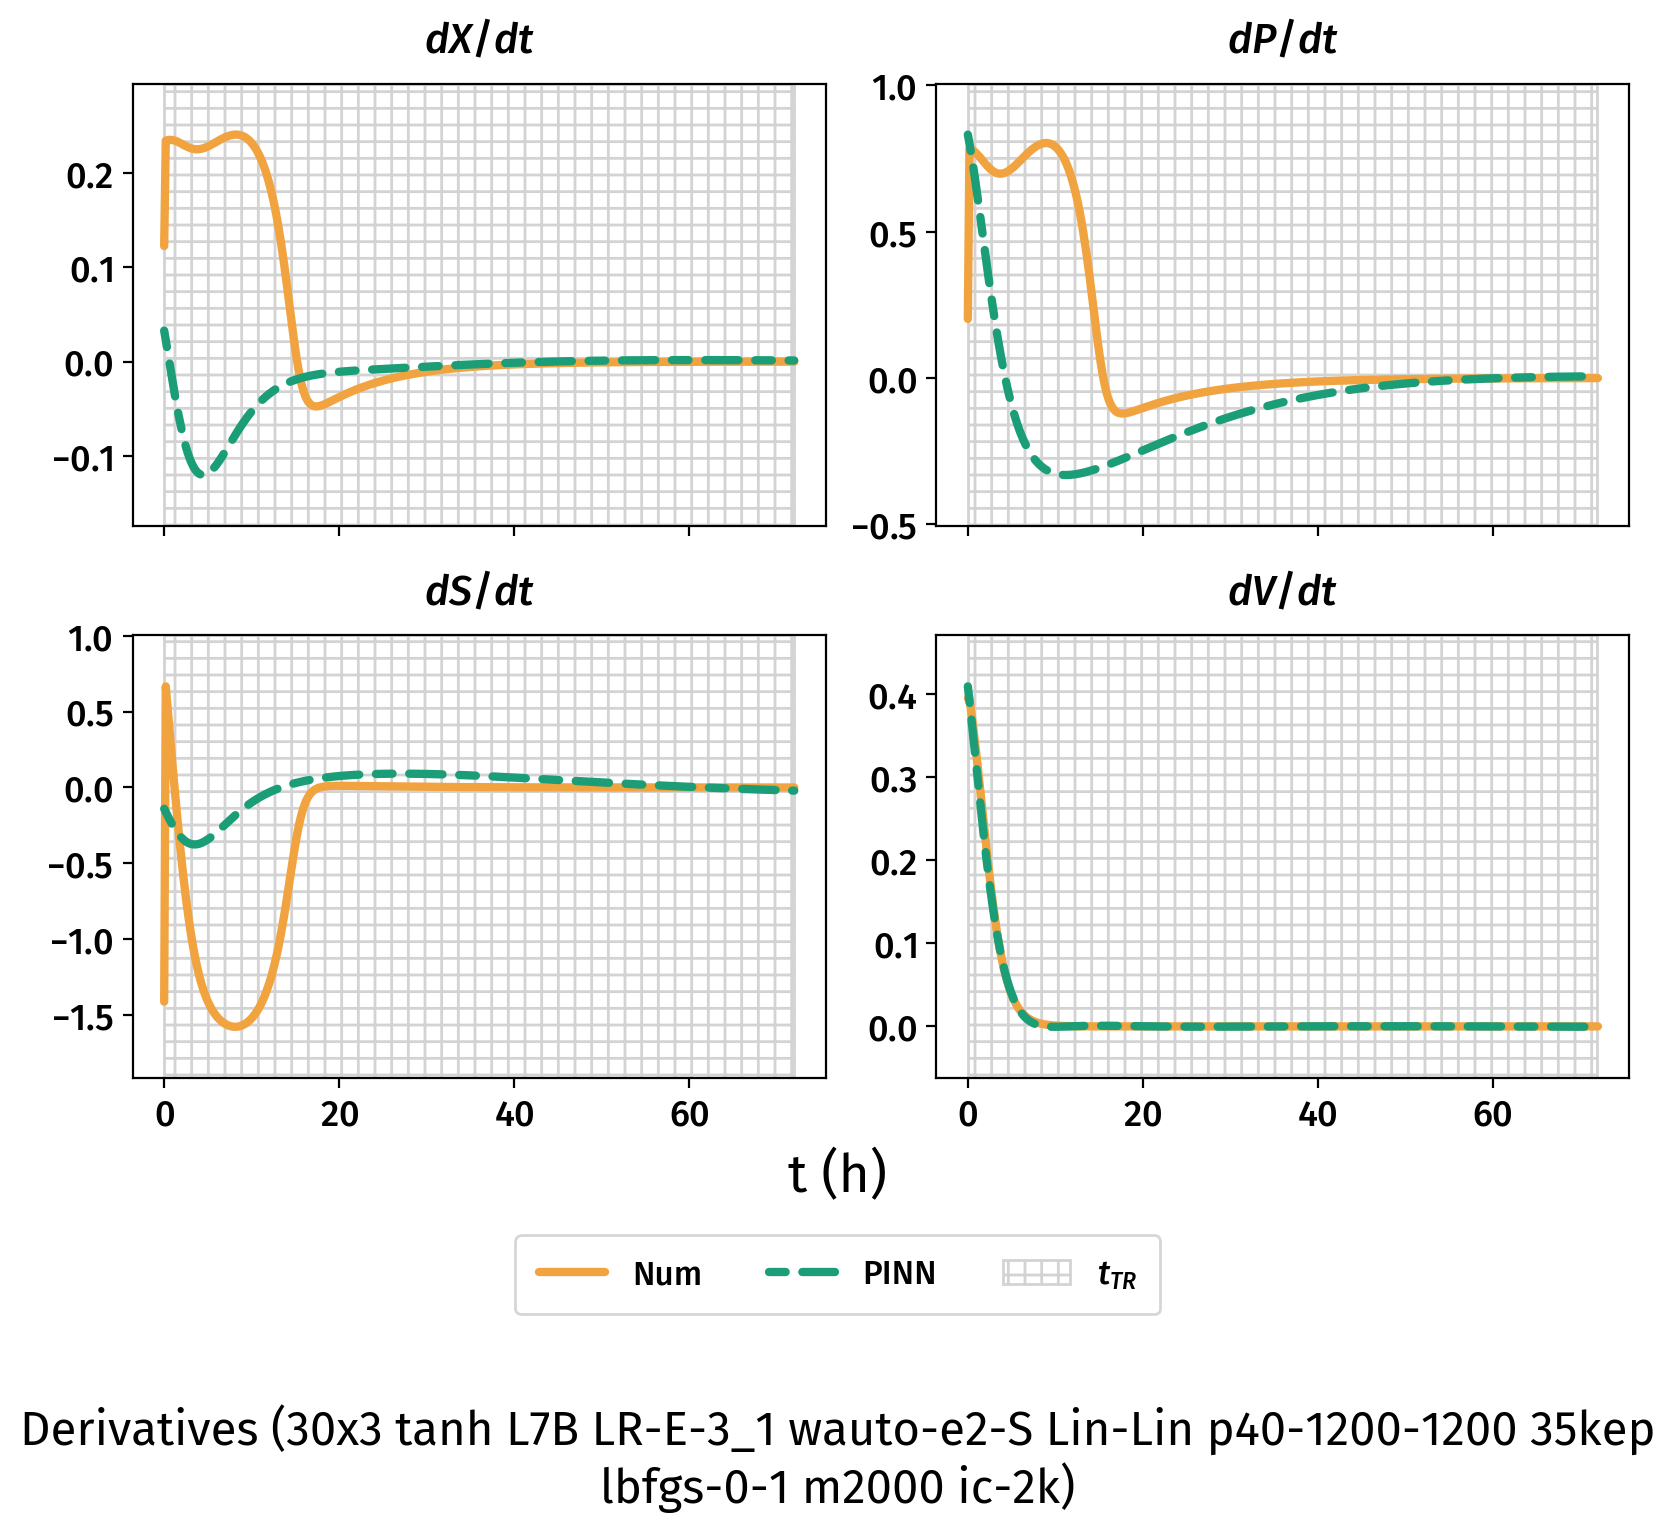 dX/dt
dP/dt
0.2
0.1
0.0
−0.1
1.0
0.5
0.0
−0.5
dS/dt
dV/dt
1.0
0.5
0.0
−0.5
−1.0
−1.5
0.4
0.3
0.2
0.1
0.0
0 20 40 60
0 20 40 60
t (h)
Num PINN tTR
Derivatives (30x3 tanh L7B LR-E-3_1 wauto-e2-S Lin-Lin p40-1200-1200 35kep
lbfgs-0-1 m2000 ic-2k)